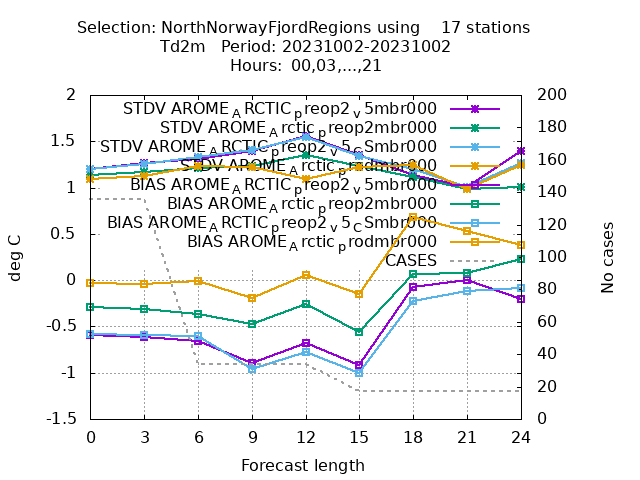 Selection: NorthNorwayFjordRegions using 17 stations
Td2m Period: 20231002-20231002
Hours: 00,03,...,21
STDV AROME_ARCTIC_preop2_v5mbr000
STDV AROME_Arctic_preop2mbr000
STDV AROME_ARCTIC_preop2_v5_CSmbr000
STDV AROME_Arctic_prodmbr000
BIAS AROME_ARCTIC_preop2_v5mbr000
BIAS AROME_Arctic_preop2mbr000
BIAS AROME_ARCTIC_preop2_v5_CSmbr000
BIAS AROME_Arctic_prodmbr000
CASES
deg C
2
1.5
1
0.5
0
-0.5
-1
-1.5
No cases
200
180
160
140
120
100
80
60
40
20
0
0 3 6 9 12 15 18 21 24
Forecast length